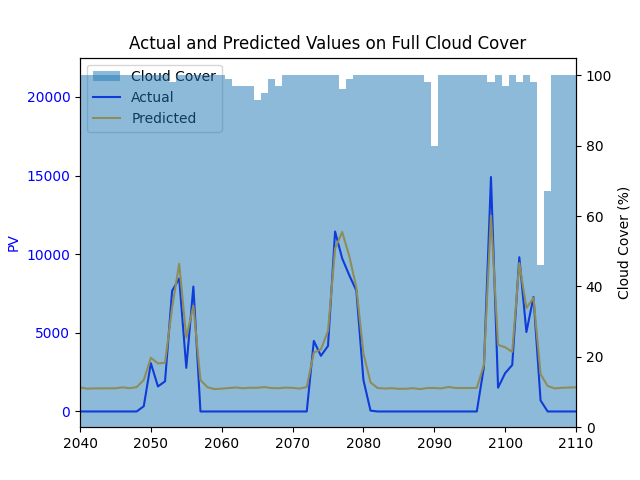 Actual and Predicted Values on Full Cloud Cover
Cloud Cover
Actual
Predicted
20000
15000
10000
5000
0
PV
100
80
60
40
20
0
Cloud Cover (%)
2040 2050 2060 2070 2080 2090 2100 2110